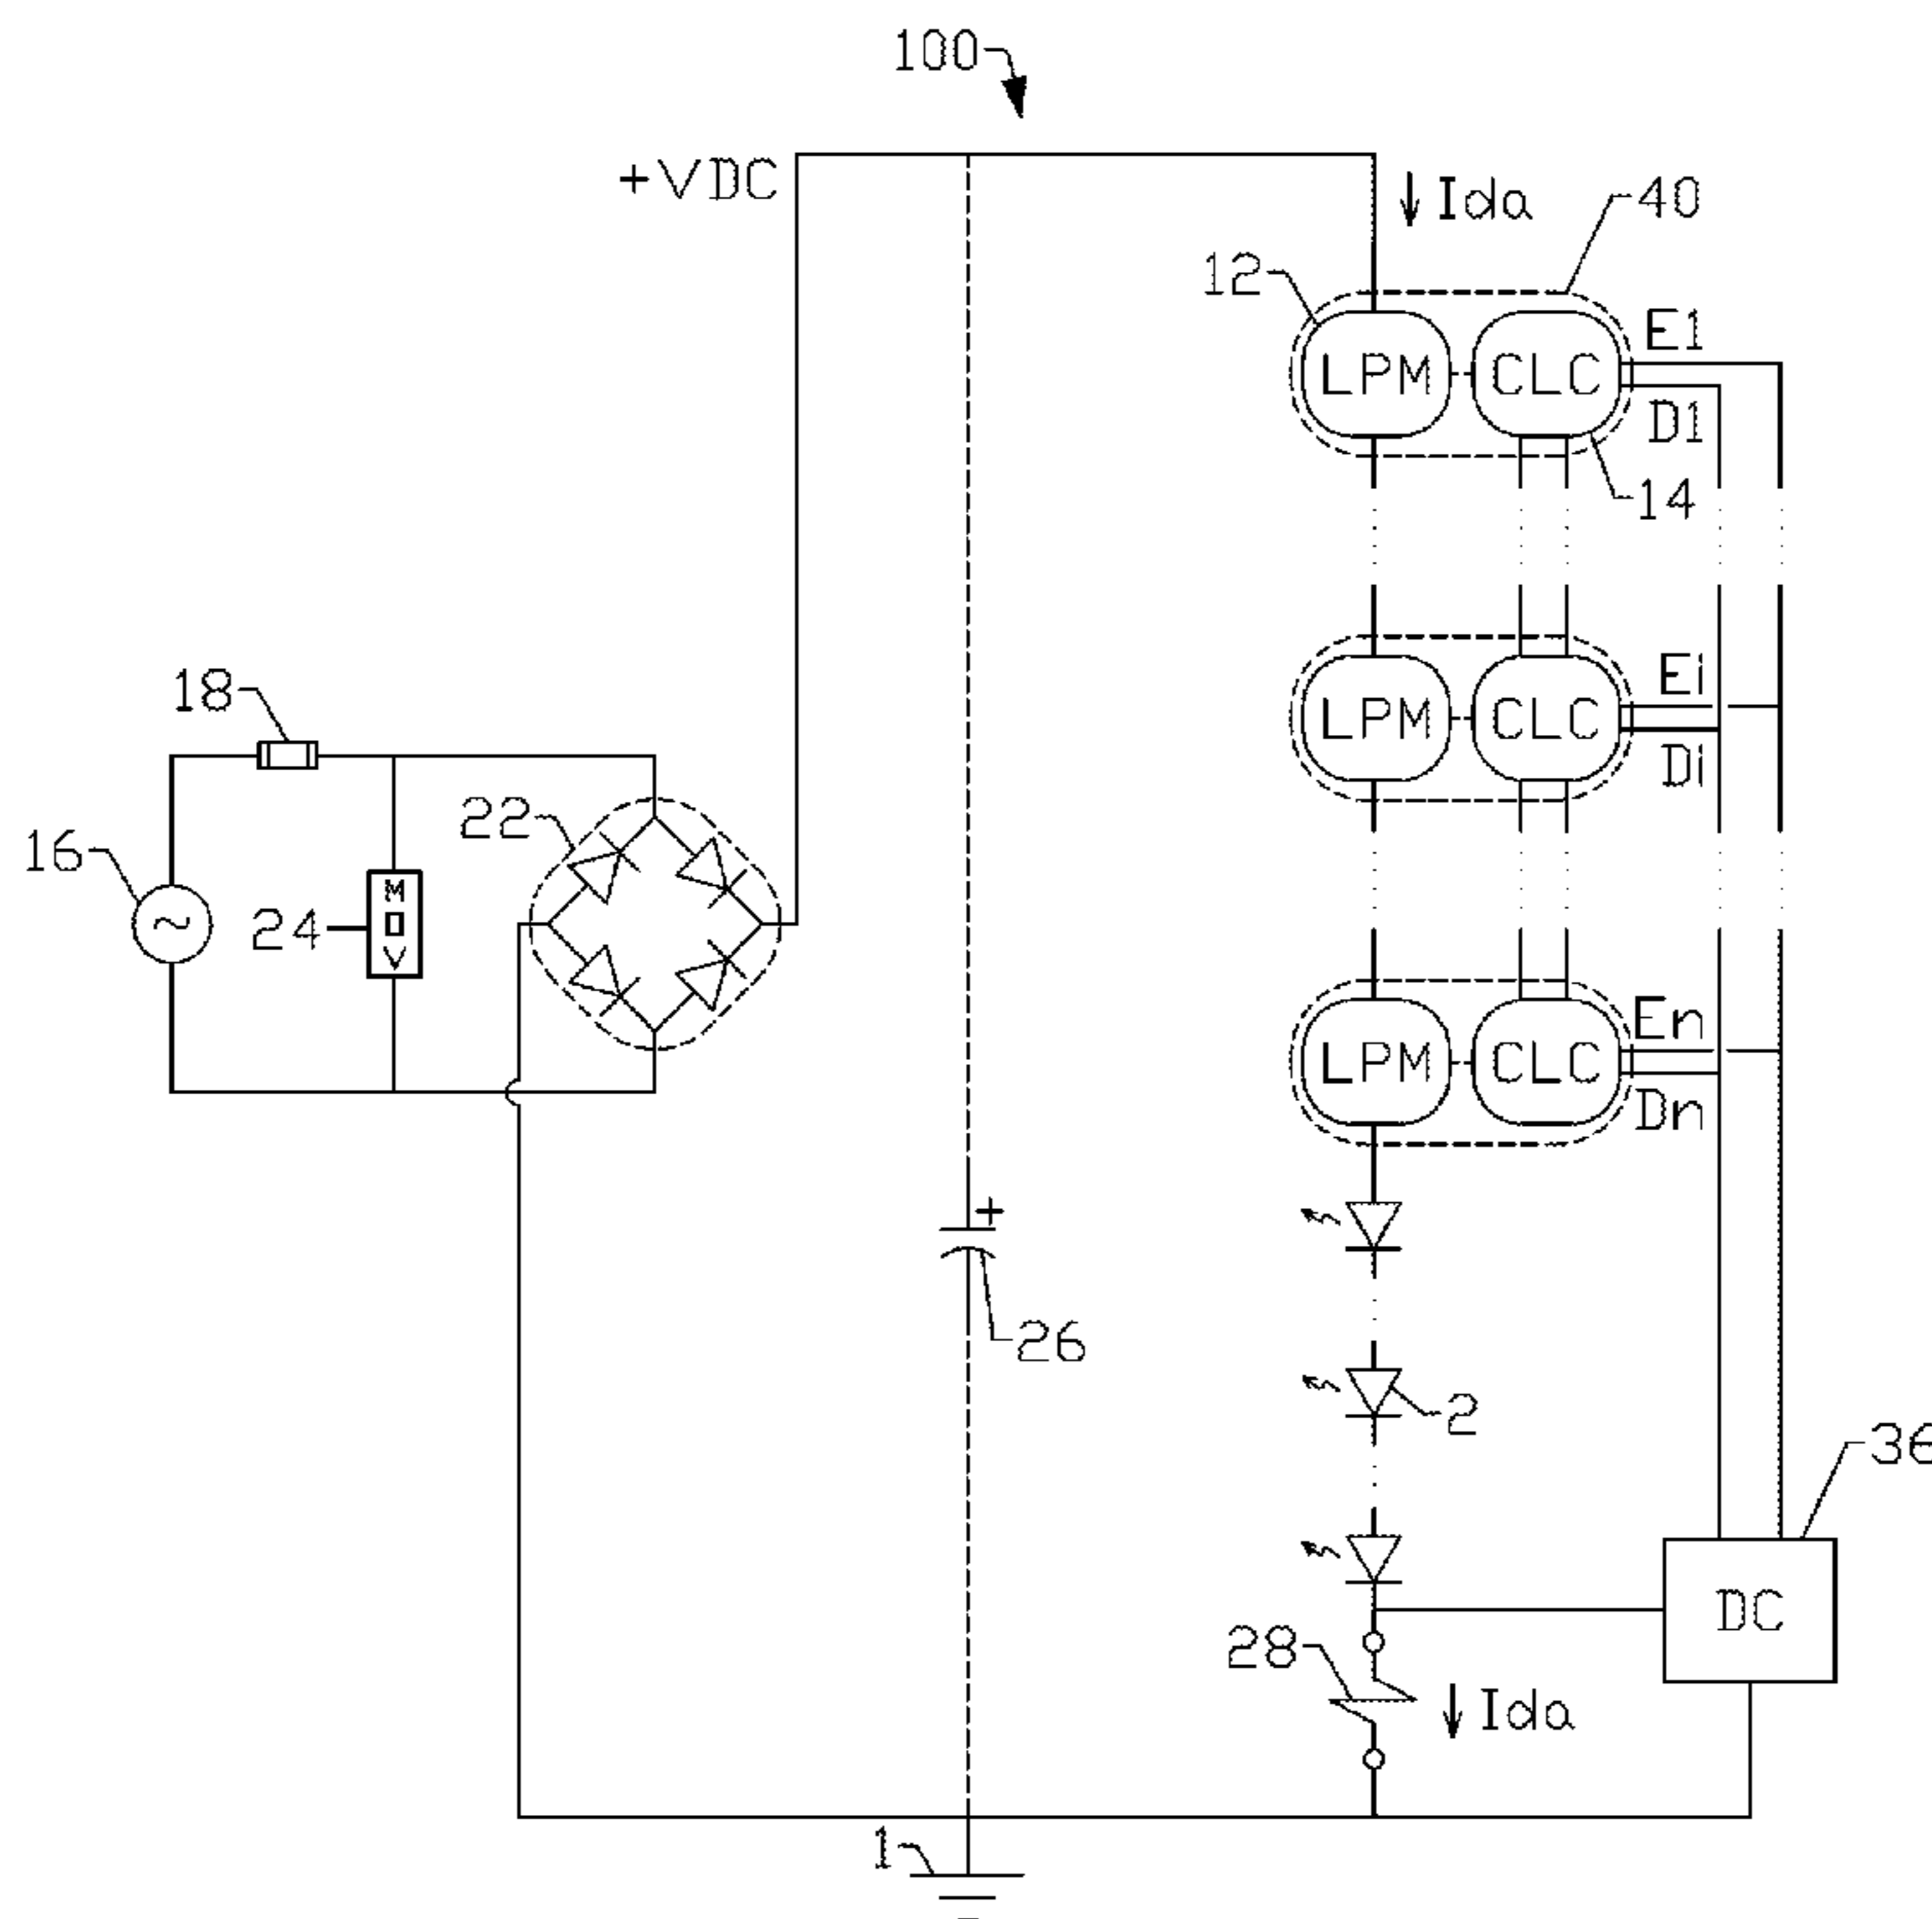 100
+VDC
Ida
40
12
LPM
CLC
E1
D1
14
18
LPM
CLC
Ei
Di
22
16
24
MOV
LPM
CLC
En
Dn
+
26
2
36
DC
28
Ida
1